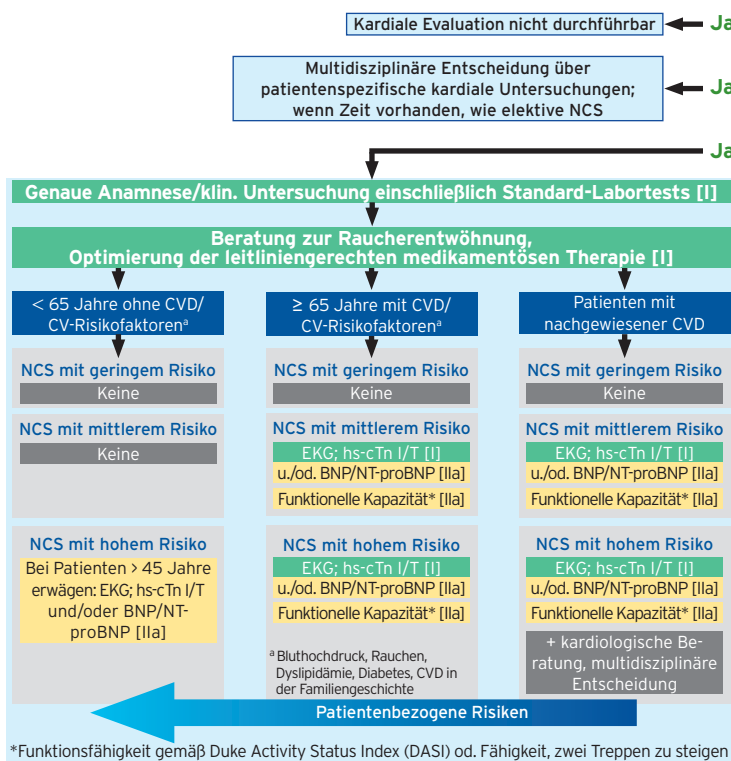 Kardiale Evaluation nicht durchführbar
Ja
Multidisziplinäre Entscheidung über
patientenspezifische kardiale Untersuchungen;
wenn Zeit vorhanden, wie elektive NCS
Ja
Ja
Genaue Anamnese/klin. Untersuchung einschließlich Standard-Labortests [I]
Beratung zur Raucherentwöhnung,
Optimierung der leitliniengerechten medikamentösen Therapie [I]
< 65 Jahre ohne CVD/
CV-Risikofaktorenᵃ
NCS mit geringem Risiko
Keine
NCS mit mittlerem Risiko
Keine
NCS mit hohem Risiko
Bei Patienten > 45 Jahre
erwägen: EKG; hs-cTn I/T
und/oder BNP/NT-
proBNP [IIa]
≥ 65 Jahre mit CVD/
CV-Risikofaktorenᵃ
NCS mit geringem Risiko
Keine
NCS mit mittlerem Risiko
EKG; hs-cTn I/T [I]
u./od. BNP/NT-proBNP [IIa]
Funktionelle Kapazität* [IIa]
NCS mit hohem Risiko
EKG; hs-cTn I/T [I]
u./od. BNP/NT-proBNP [IIa]
Funktionelle Kapazität* [IIa]
ᵃ Bluthochdruck, Rauchen,
Dyslipidämie, Diabetes, CVD in
der Familiengeschichte
Patienten mit
nachgewiesener CVD
NCS mit geringem Risiko
Keine
NCS mit mittlerem Risiko
EKG; hs-cTn I/T [I]
u./od. BNP/NT-proBNP [IIa]
Funktionelle Kapazität* [IIa]
NCS mit hohem Risiko
EKG; hs-cTn I/T [I]
u./od. BNP/NT-proBNP [IIa]
Funktionelle Kapazität* [IIa]
+ kardiologische Be-
ratung, multidisziplinäre
Entscheidung
Patientenbezogene Risiken
*Funktionsfähigkeit gemäß Duke Activity Status Index (DASI) od. Fähigkeit, zwei Treppen zu steigen